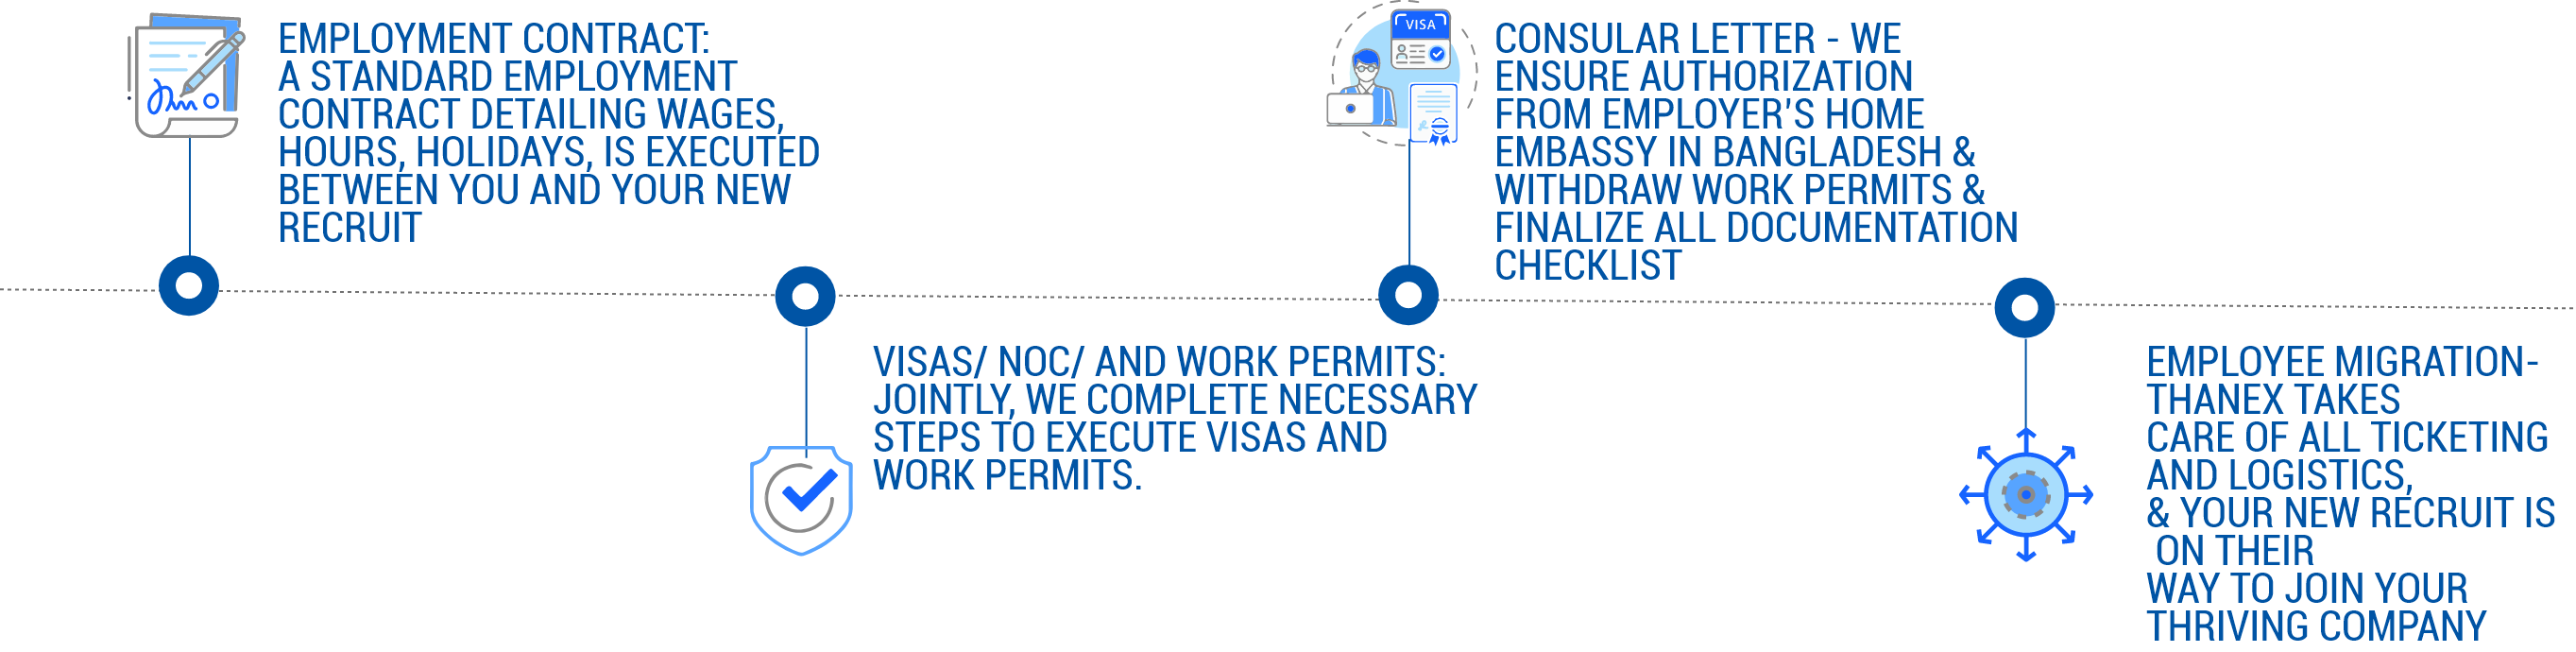 EMPLOYMENT CONTRACT:
A STANDARD EMPLOYMENT
CONTRACT DETAILING WAGES,
HOURS, HOLIDAYS, IS EXECUTED
BETWEEN YOU AND YOUR NEW
RECRUIT
VISAS/ NOC/ AND WORK PERMITS:
JOINTLY, WE COMPLETE NECESSARY
STEPS TO EXECUTE VISAS AND
WORK PERMITS.
VISA
CONSULAR LETTER - WE
ENSURE AUTHORIZATION
FROM EMPLOYER'S HOME
EMBASSY IN BANGLADESH &
WITHDRAW WORK PERMITS &
FINALIZE ALL DOCUMENTATION
CHECKLIST
EMPLOYEE MIGRATION-
THANEX TAKES
CARE OF ALL TICKETING
AND LOGISTICS,
& YOUR NEW RECRUIT IS
ON THEIR
WAY TO JOIN YOUR
THRIVING COMPANY